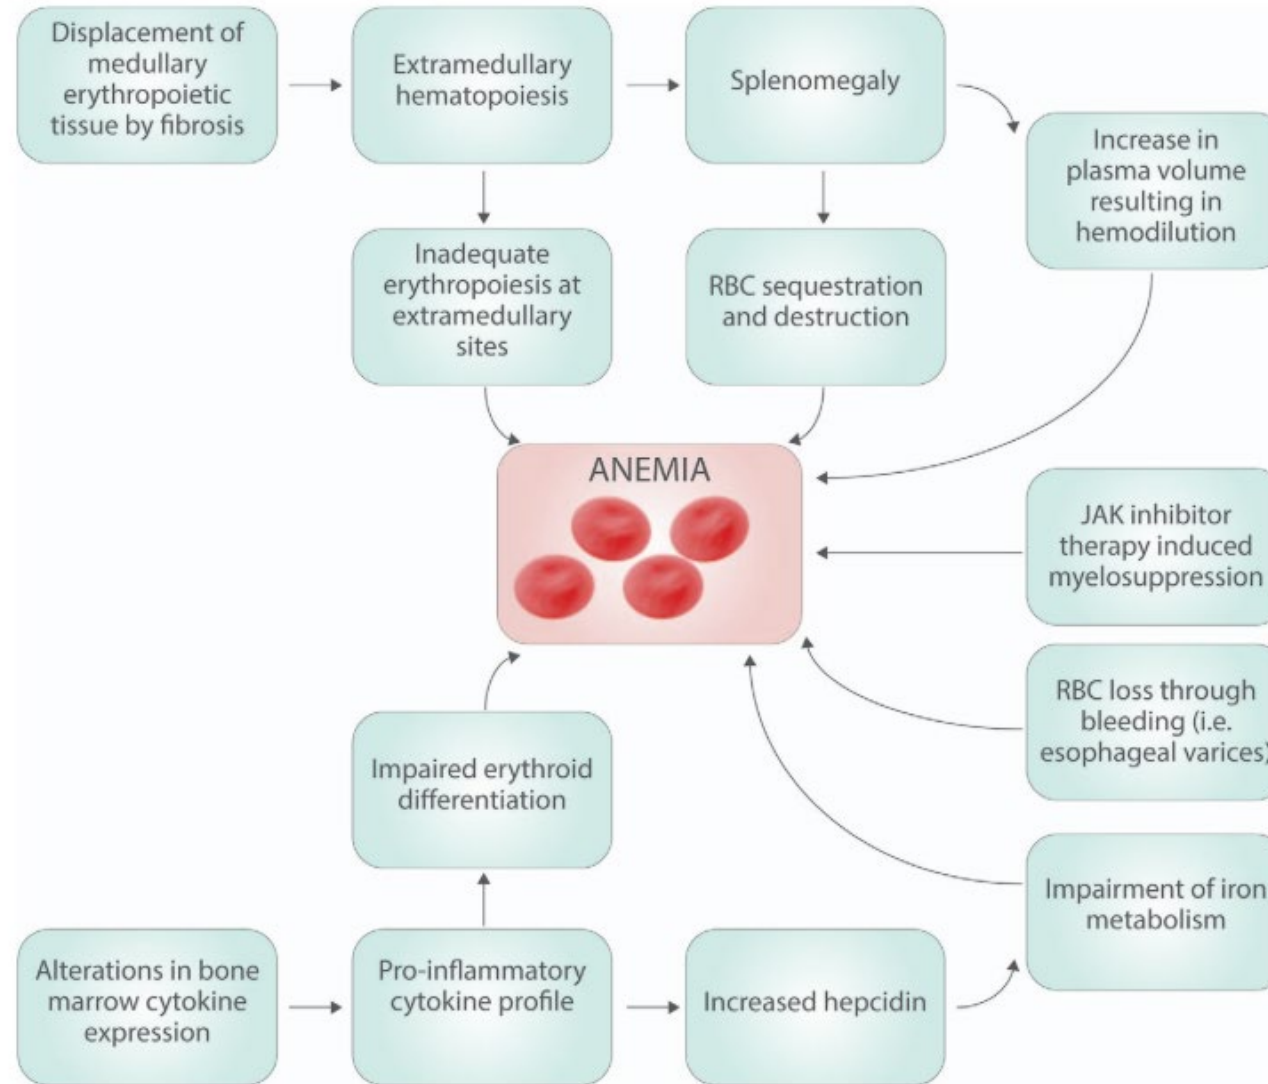 Displacement of
medullary
erythropoietic
tissue by fibrosis
Extramedullary
hematopoiesis
Splenomegaly
Increase in
plasma volume
resulting in
hemodilution
Inadequate
erythropoiesis at
extramedullary
sites
RBC sequestration
and destruction
ANEMIA
JAK inhibitor
therapy induced
myelosuppression
RBC loss through
bleeding (i.e.
esophageal varices)
Impaired erythroid
differentiation
Impairment of iron
metabolism
Alterations in bone
marrow cytokine
expression
Pro-inflammatory
cytokine profile
Increased hepcidin